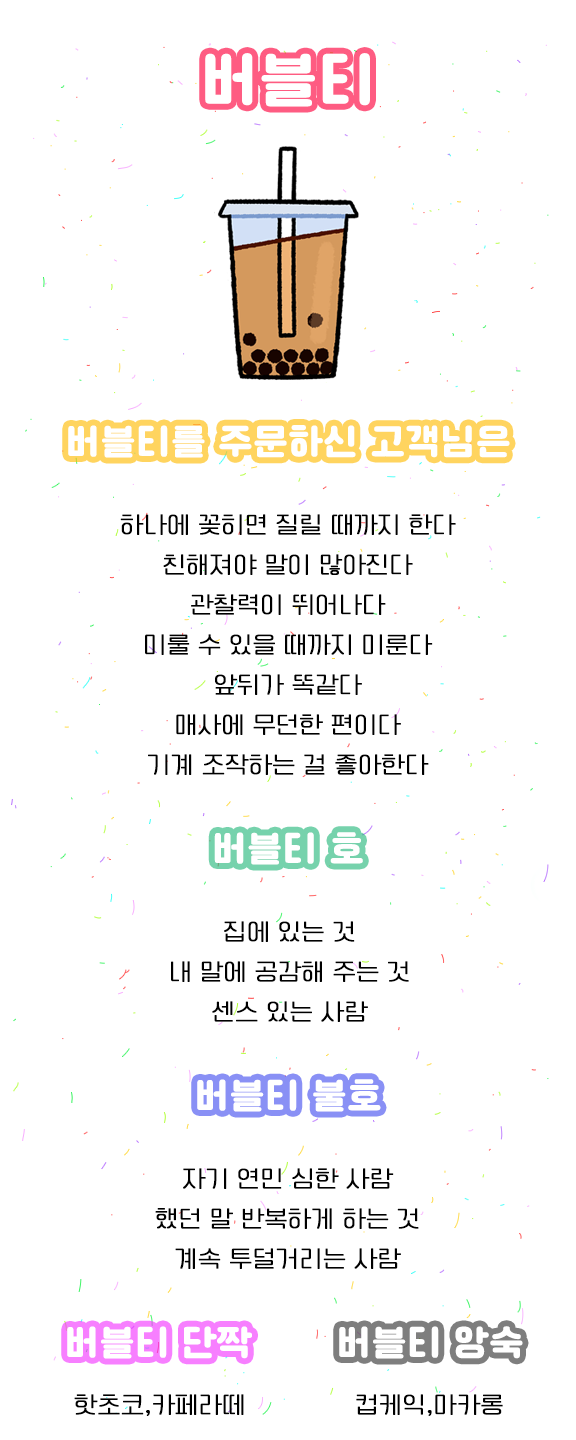 버블티
버블티를 주문하신 고객님은
하나에 꽂히면 질릴 때까지 한다
친해져야 말이 많아진다
관찰력이 뛰어나다
미룰 수 있을 때까지 미룬다
앞뒤가 똑같다
매사에 무던한 편이다
기계 조작하는 걸 좋아한다
버블티 호
집에 있는 것
내 말에 공감해 주는 것
센스 있는 사람
버블티 불호
자기 연민 심한 사람
했던 말 반복하게 하는 것
계속 투덜거리는 사람
버블티 단짝
핫초코,카페라떼
버블티 앙숙
컵케익,마카롱